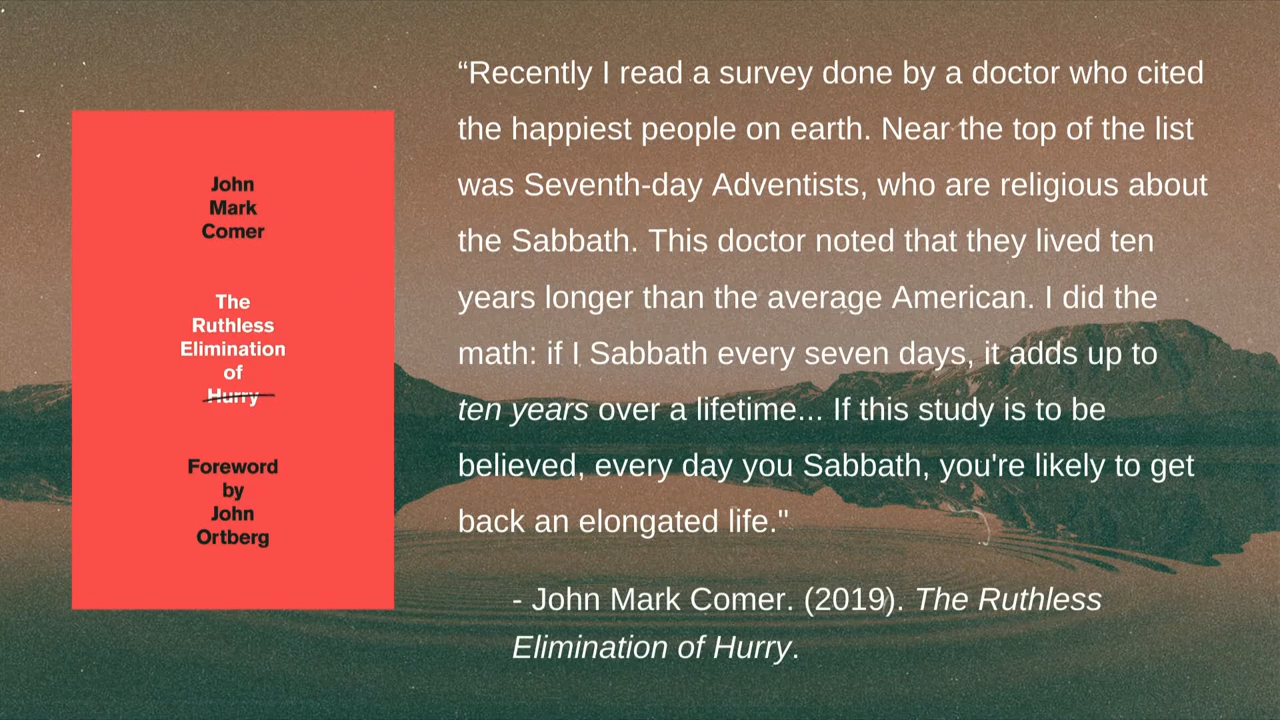 John
Mark
Comer
The
Ruthless
Elimination
of
Hurry
Foreword
by
John
Ortberg
“Recently I read a survey done by a doctor who cited
the happiest people on earth. Near the top of the list
was Seventh-day Adventists, who are religious about
the Sabbath. This doctor noted that they lived ten
years longer than the average American. I did the
math: if I Sabbath every seven days, it adds up to
ten years over a lifetime... If this study is to be
believed, every day you Sabbath, you're likely to get
back an elongated life."
- John Mark Comer. (2019). The Ruthless
Elimination of Hurry.